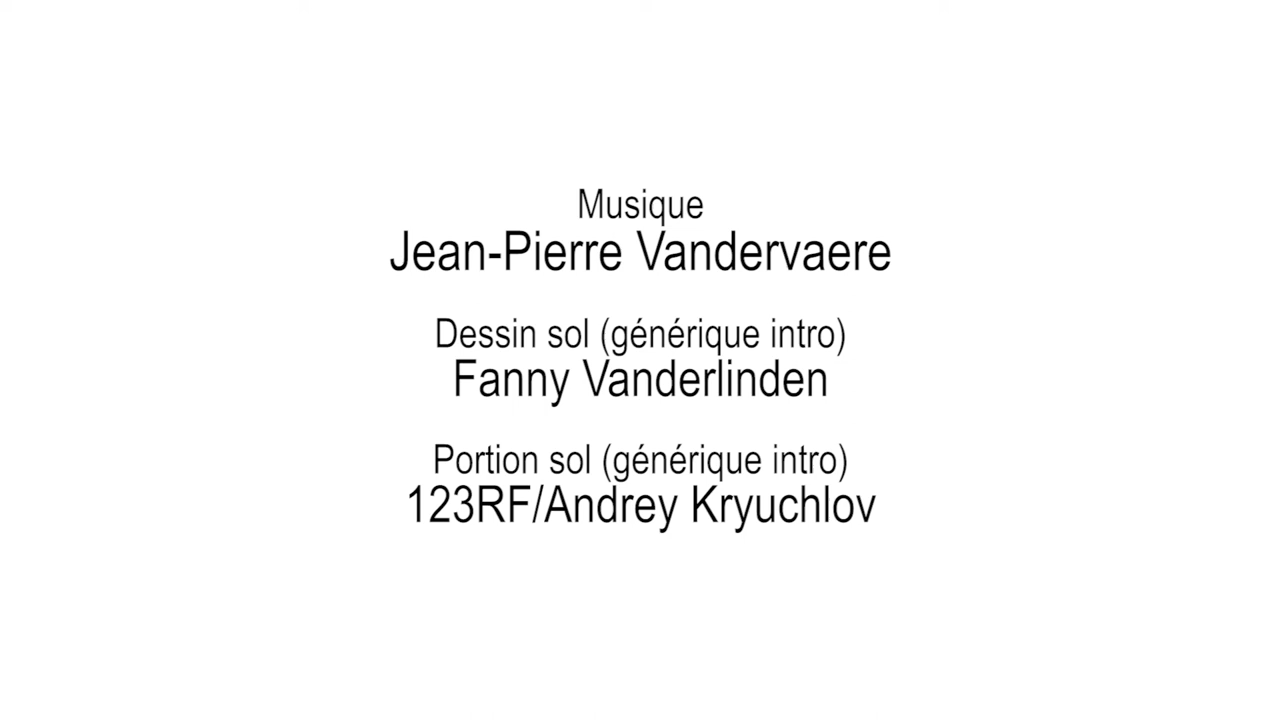 Musique
Jean-Pierre Vandervaere
Dessin sol (générique intro)
Fanny Vanderlinden
Portion sol (générique intro)
123RF/Andrey Kryuchlov